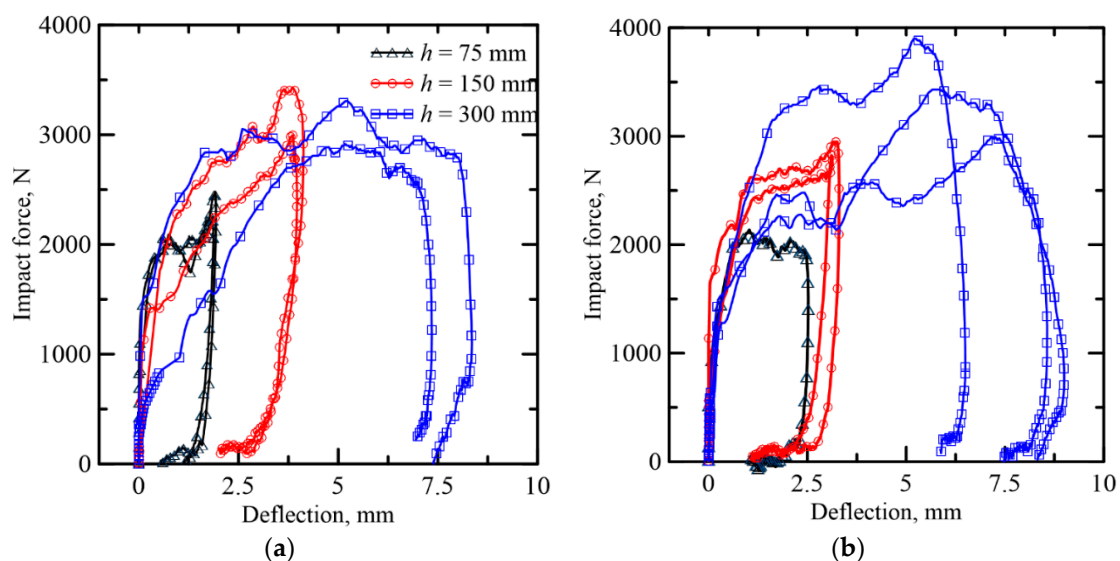 4000
3000
2000
1000
0
Impact force, N
h = 75 mm
h = 150 mm
h = 300 mm
0 2.5 5 7.5 10
Deflection, mm
(a)
4000
3000
2000
1000
0
Impact force, N
0 2.5 5 7.5 10
Deflection, mm
(b)